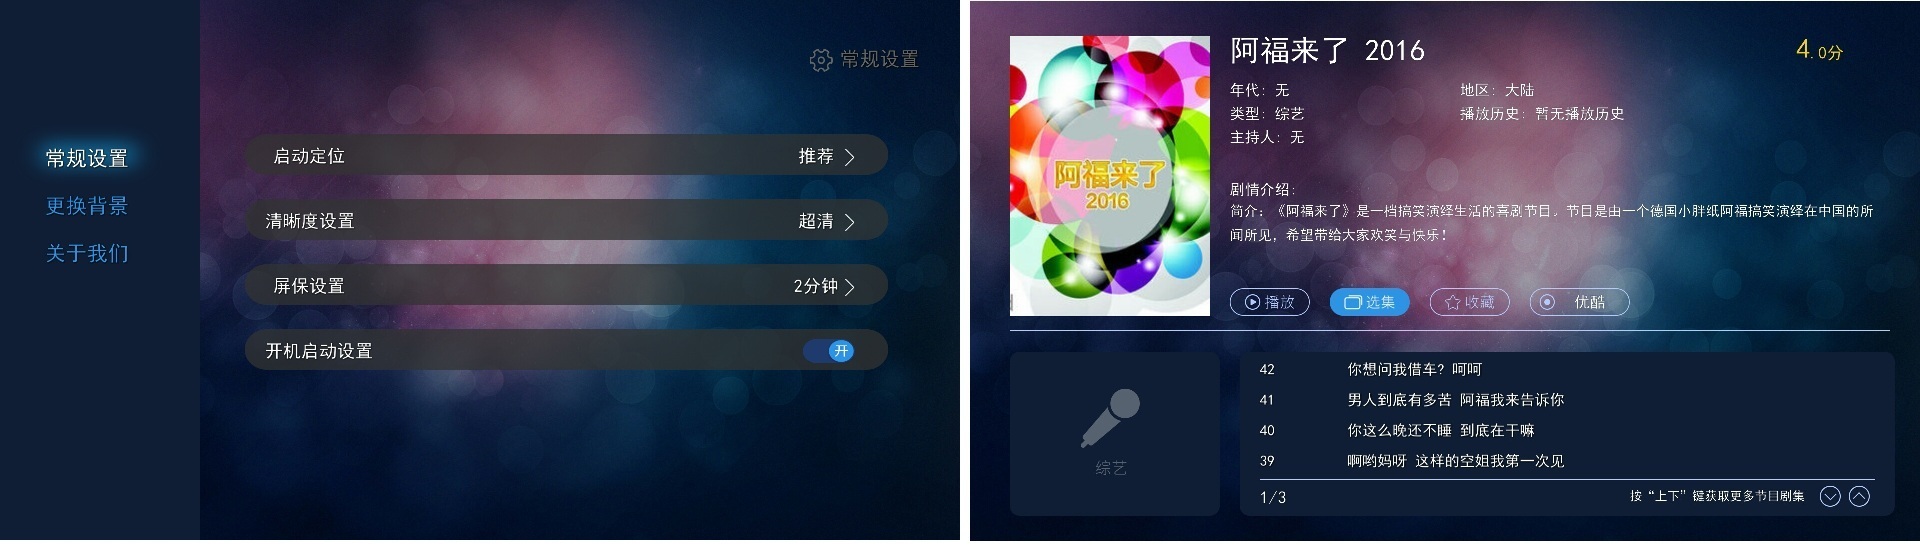 常规设置
常规设置
更换背景
关于我们
启动定位 推荐
清晰度设置 超清
屏保设置 2分钟
开机启动设置 开
阿福来了
2016
阿福来了 2016
4.0分
年代：无 地区：大陆
类型：综艺 播放历史：暂无播放历史
主持人：无
剧情介绍：
简介：《阿福来了》是一档搞笑演绎生活的喜剧节目。节目是由一个德国小胖纸阿福搞笑演绎在中国的所
闻所见，希望带给大家欢笑与快乐！
播放 选集 收藏 优酷
综艺
42 你想问我借车？呵呵
41 男人到底有多苦 阿福我来告诉你
40 你这么晚还不睡 到底在干嘛
39 啊哟妈呀 这样的空姐我第一次见
1/3 按“上下”键获取更多节目剧集